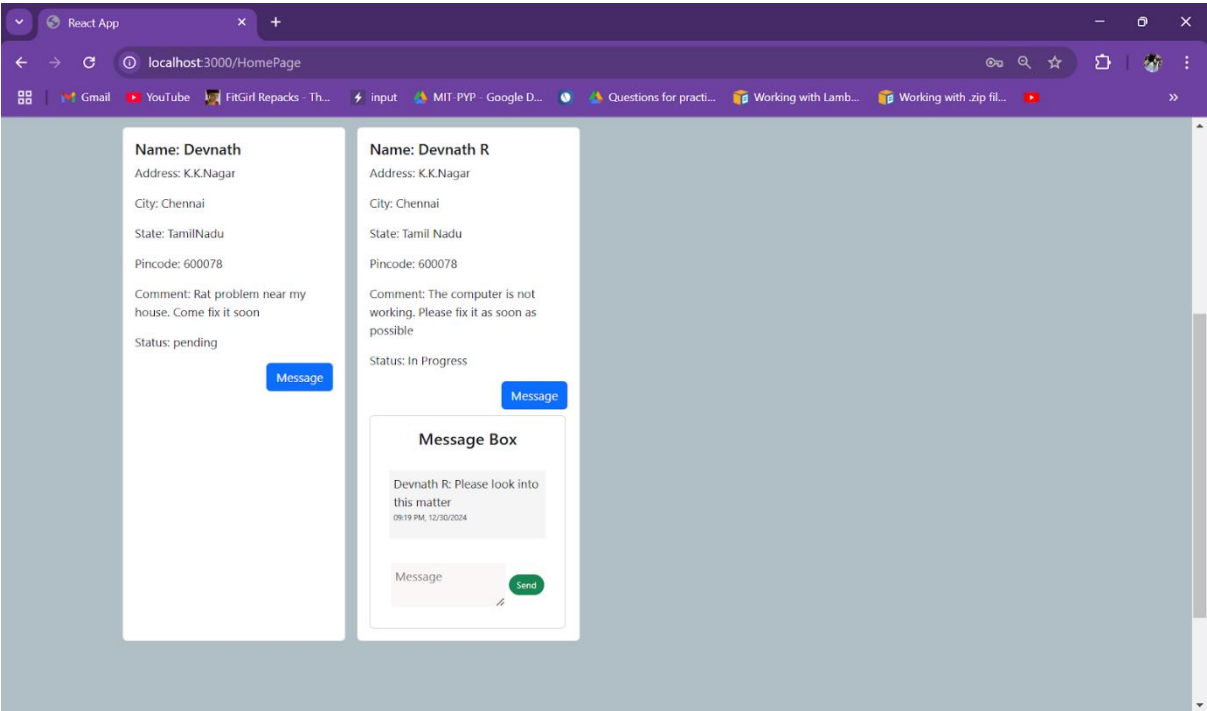 React App
localhost:3000/HomePage
Gmail
YouTube
FitGirl Repacks - Th...
input
MIT-PYP - Google D...
Questions for practi...
Working with Lamb...
Working with .zip fil...
Name: Devnath
Address: K.K.Nagar
City: Chennai
State: TamilNadu
Pincode: 600078
Comment: Rat problem near my
house. Come fix it soon
Status: pending
Message
Name: Devnath R
Address: K.K.Nagar
City: Chennai
State: Tamil Nadu
Pincode: 600078
Comment: The computer is not
working. Please fix it as soon as
possible
Status: In Progress
Message
Message Box
Devnath R: Please look into
this matter
09:19 PM, 12/30/2024
Message
Send